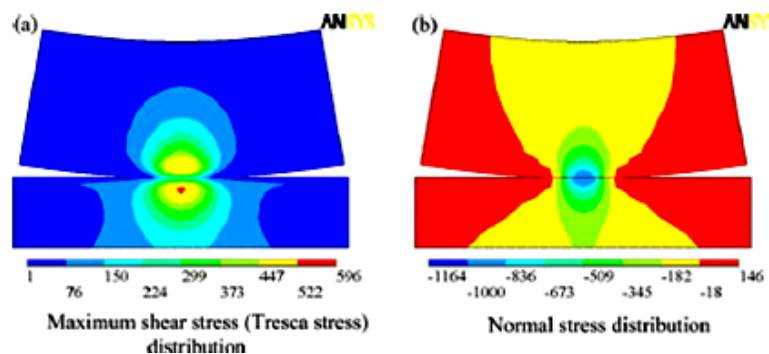 (a) ANSYS
(b) ANSY
1 150 299 447 596
76 224 373 522
-1164 -836 -509 -182 146
-1000 -673 -345 -18
Maximum shear stress (Tresca stress)
distribution
Normal stress distribution